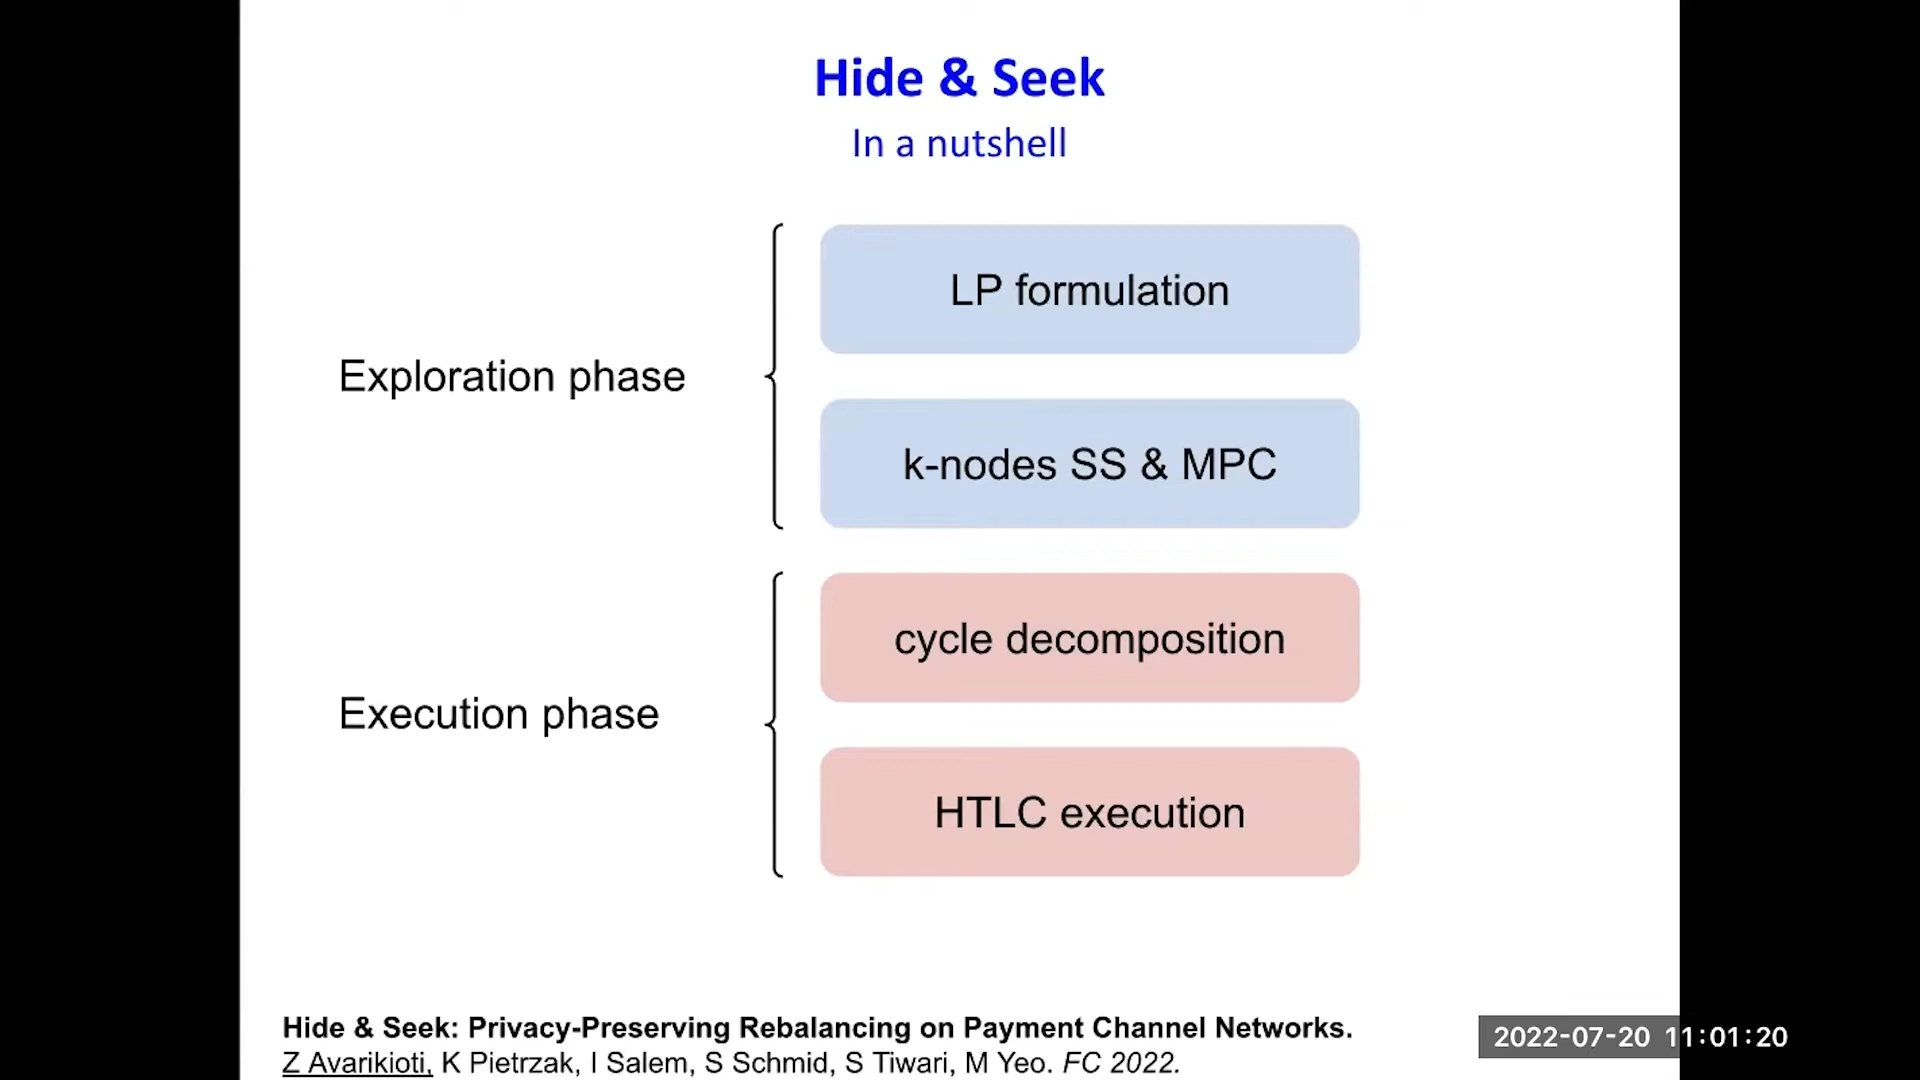 Hide & Seek
In a nutshell
Exploration phase
LP formulation
k-nodes SS & MPC
Execution phase
cycle decomposition
HTLC execution
Hide & Seek: Privacy-Preserving Rebalancing on Payment Channel Networks.
Z Avarikioti, K Pietrzak, I Salem, S Schmid, S Tiwari, M Yeo. FC 2022.
2022-07-20 11:01:20